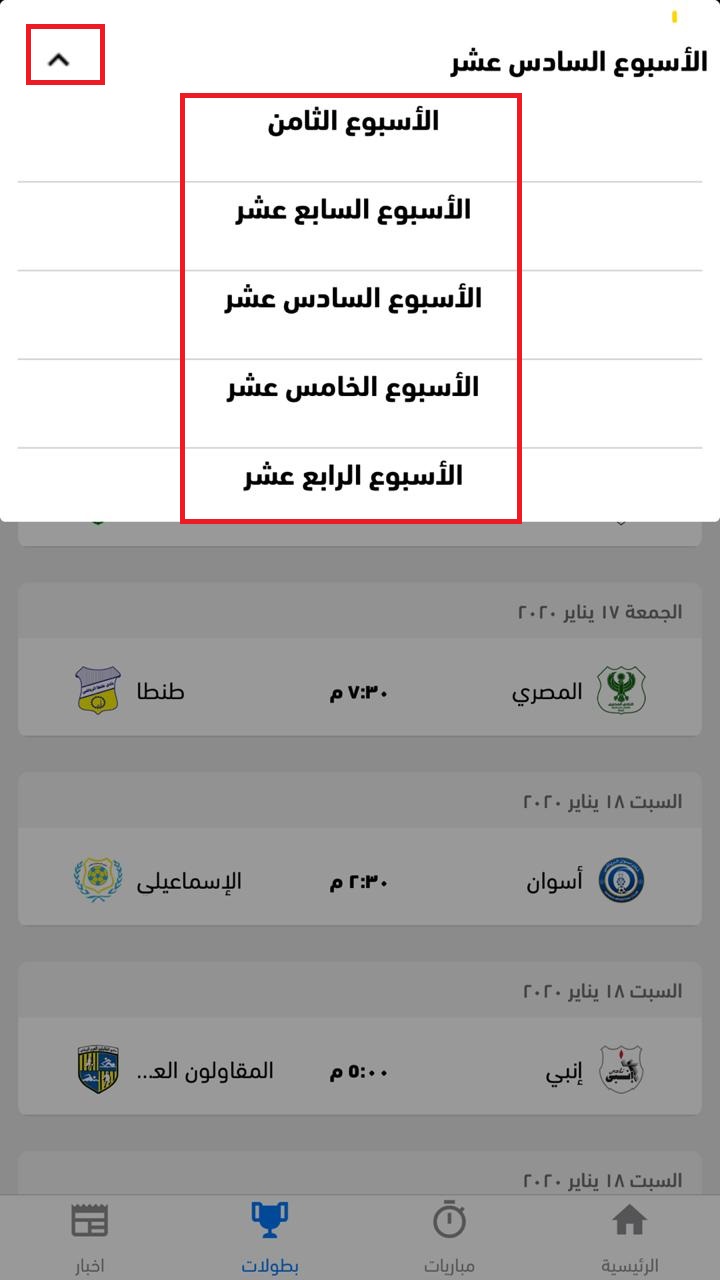 الأسبوع السادس عشر
الأسبوع الثامن
الأسبوع السابع عشر
الأسبوع السادس عشر
الأسبوع الخامس عشر
الأسبوع الرابع عشر
الجمعة ١٧ يناير ٢٠٢٠
المصري ٧:٣٠ م طنطا
السبت ١٨ يناير ٢٠٢٠
أسوان ٢:٣٠ م الإسماعيلى
السبت ١٨ يناير ٢٠٢٠
إنبي ٥:٠٠ م المقاولون العـ...
السبت ١٨ يناير ٢٠٢٠
الرئيسية مباريات بطولات اخبار